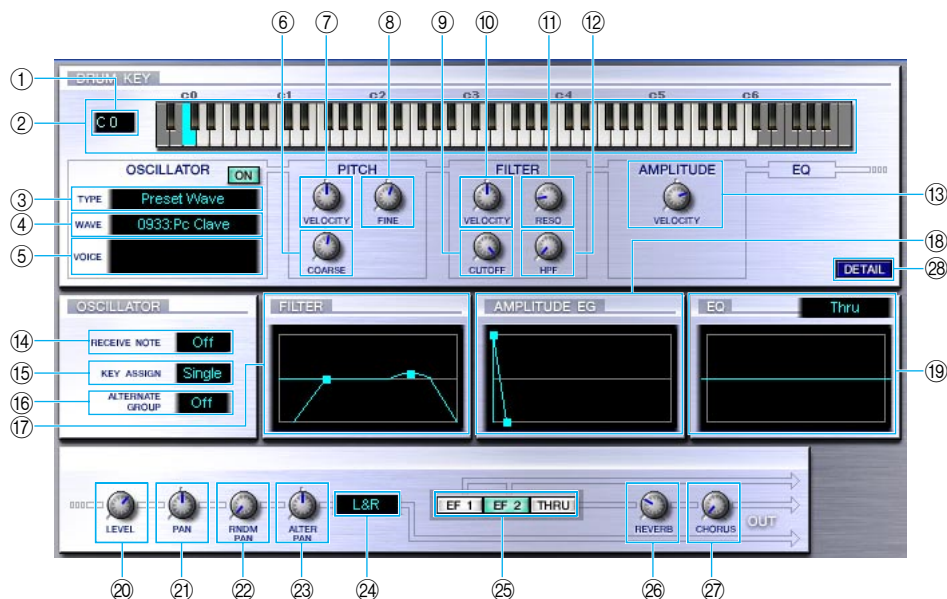 ⑥ ⑦ ⑧ ⑨ ⑩ ⑪ ⑫
①
DRUM KEY
c0 c1 c2 c3 c4 c5 c6
②
C 0
OSCILLATOR ON PITCH FILTER AMPLITUDE EQ
③ TYPE Preset Wave
VELOCITY FINE VELOCITY RESO VELOCITY ⑬
④ WAVE 0933:Pc Clave
⑱
⑤ VOICE
COARSE CUTOFF HPF
DETAIL ㉘
OSCILLATOR FILTER AMPLITUDE EG EQ Thru
⑭ RECEIVE NOTE Off
⑮ KEY ASSIGN Single
⑲
⑯ ALTERNATE
GROUP Off
⑰
LEVEL PAN RNDM
PAN ALTER
PAN L&R EF 1 EF 2 THRU REVERB CHORUS OUT
⑳ ㉑ ㉒ ㉓ ㉔ ㉕ ㉖ ㉗